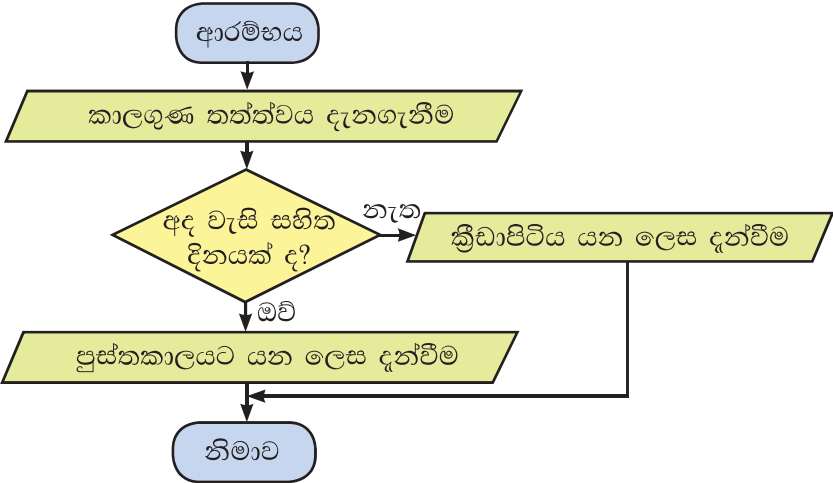 ආරම්භය
කාලගුණ තත්ත්වය දැනගැනීම
අද වැසි සහිත
දිනයක් ද?
නැත
ක්‍රීඩාපිටිය යන ලෙස දැන්වීම
ඔව්
පුස්තකාලයට යන ලෙස දැන්වීම
නිමාව